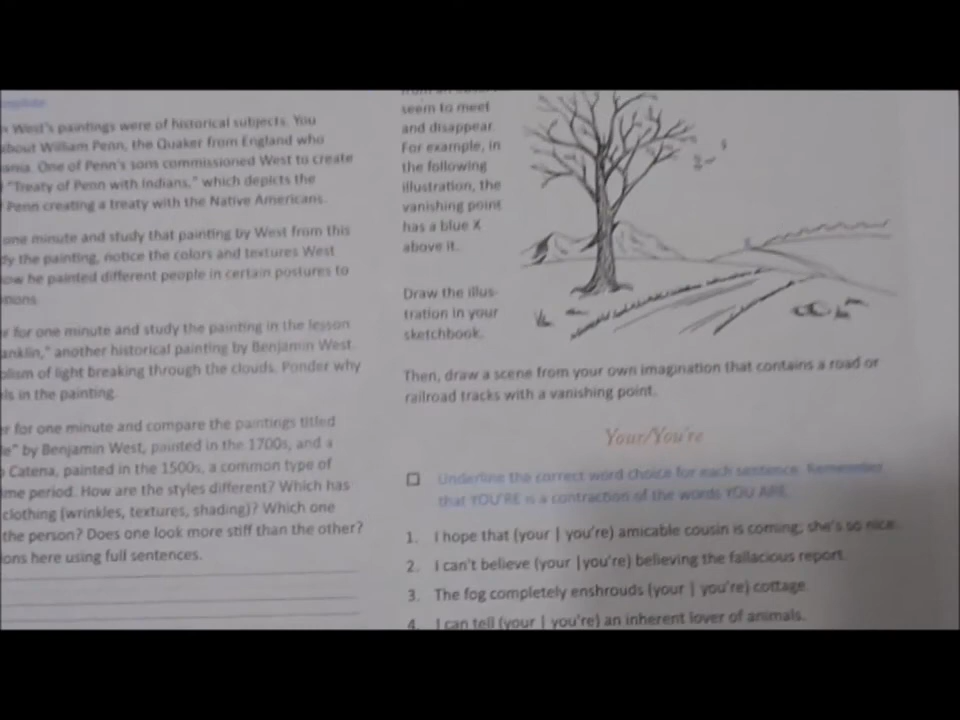 West's paintings were of historical subjects. You
about William Penn, the Quaker from England who
One of Penn's sons commissioned West to create
"Treaty of Penn with Indians," which depicts the
Penn creating a treaty with the Native Americans.
one minute and study that painting by West from this
the painting, notice the colors and textures West
he painted different people in certain postures to
for one minute and study the painting in the lesson
another historical painting by Benjamin West.
of light breaking through the clouds. Ponder why
in the painting.
for one minute and compare the paintings titled
by Benjamin West, painted in the 1700s, and a
Catena, painted in the 1500s, a common type of
period. How are the styles different? Which has
clothing (wrinkles, textures, shading)? Which one
the person? Does one look more stiff than the other?
here using full sentences.
seem to meet
and disappear.
For example, in
the following
illustration, the
vanishing point
has a blue X
above it.
Draw the illus-
tration in your
sketchbook.
Then, draw a scene from your own imagination that contains a road or
railroad tracks with a vanishing point.
Your/You're
Underline the correct word choice for each sentence. Remember
that YOU'RE is a contraction of the words YOU ARE.
1. I hope that (your | you're) amicable cousin is coming; she's so nice.
2. I can't believe (your |you're) believing the fallacious report.
3. The fog completely enshrouds (your | you're) cottage.
4. I can tell (your | you're) an inherent lover of animals.